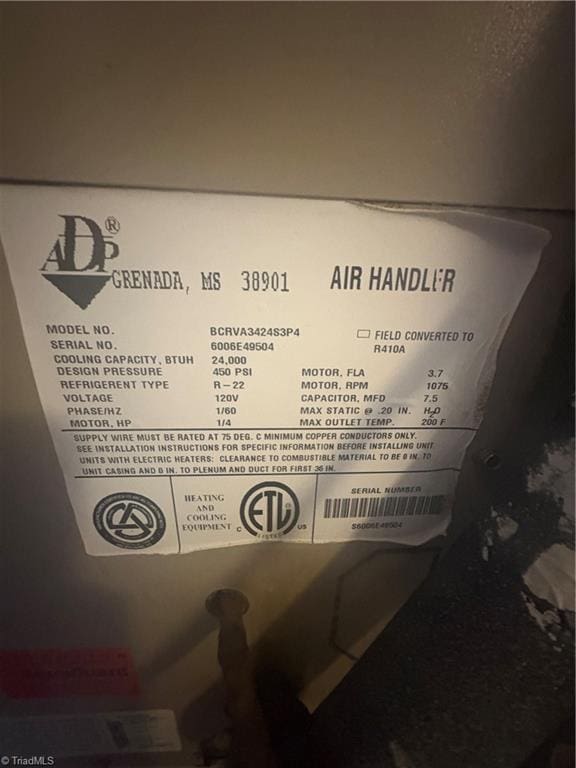 ADP®
GRENADA, MS 38901
AIR HANDLER
MODEL NO. BCRVA3424S3P4
SERIAL NO. 6006E49504
☐ FIELD CONVERTED TO R410A
COOLING CAPACITY, BTUH 24,000
DESIGN PRESSURE 450 PSI MOTOR, FLA 3.7
REFRIGERENT TYPE R-22 MOTOR, RPM 1075
VOLTAGE 120V CAPACITOR, MFD 7.5
PHASE/HZ 1/60 MAX STATIC @ .20 IN. H2O
MOTOR, HP 1/4 MAX OUTLET TEMP. 200 F
SUPPLY WIRE MUST BE RATED AT 75 DEG. C MINIMUM COPPER CONDUCTORS ONLY.
SEE INSTALLATION INSTRUCTIONS FOR SPECIFIC INFORMATION BEFORE INSTALLING UNIT
UNITS WITH ELECTRIC HEATERS: CLEARANCE TO COMBUSTIBLE MATERIAL TO BE 0 IN. TO
UNIT CASING AND 0 IN. TO PLENUM AND DUCT FOR FIRST 36 IN.
HEATING
AND
COOLING
EQUIPMENT
C ETL US
LISTED
SERIAL NUMBER
S6006E49504
© TriadMLS